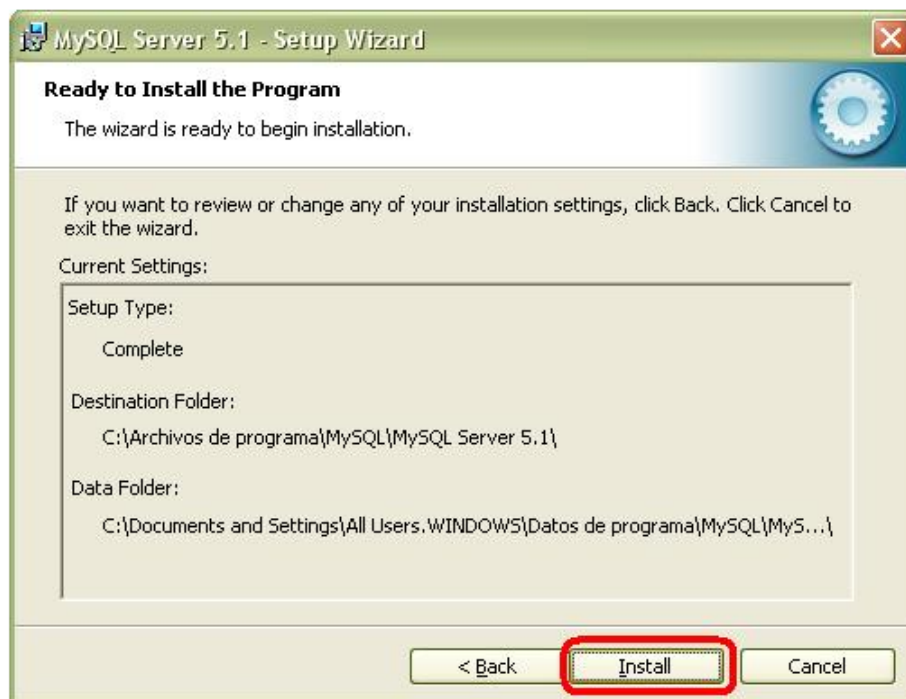 MySQL Server 5.1 - Setup Wizard
Ready to Install the Program
The wizard is ready to begin installation.
If you want to review or change any of your installation settings, click Back. Click Cancel to
exit the wizard.
Current Settings:
Setup Type:
Complete
Destination Folder:
C:\Archivos de programa\MySQL\MySQL Server 5.1\
Data Folder:
C:\Documents and Settings\All Users.WINDOWS\Datos de programa\MySQL\MyS...\
< Back Install Cancel